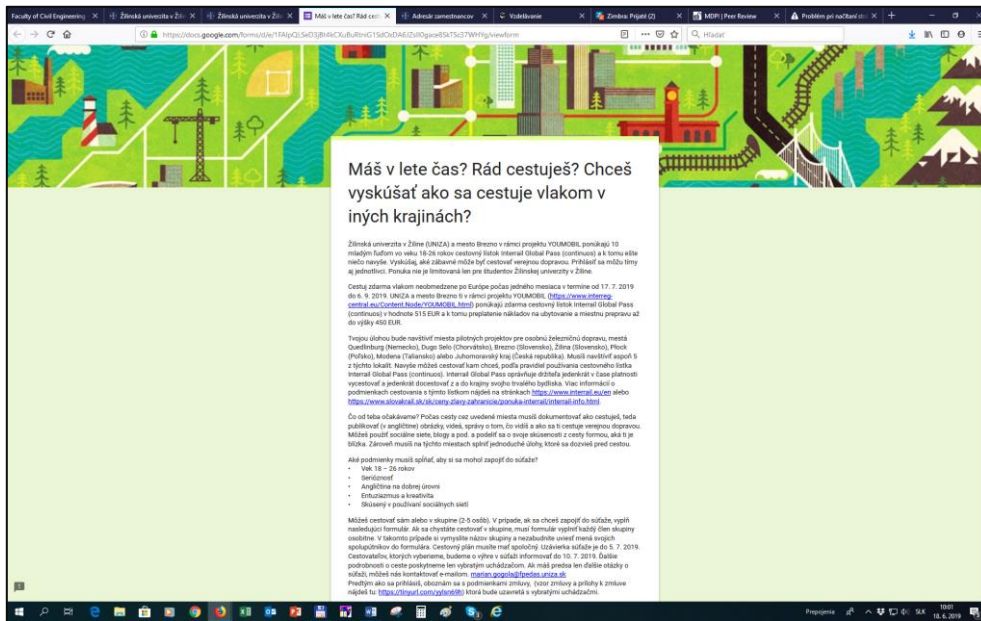 Faculty of Civil Engineering
Žilinská univerzita v Žilin
Žilinská univerzita v Žilin
Máš v lete čas? Rád cest
Adresár zamestnancov
Vzdelávanie
Zimbra: Prijaté (2)
MDPI | Peer Review
Problém pri načítaní str
Hľadať
Máš v lete čas? Rád cestuješ? Chceš
vyskúšať ako sa cestuje vlakom v
iných krajinách?
Žilinská univerzita v Žiline (UNIZA) a mesto Brezno v rámci projektu YOUMOBIL ponúkajú 10
mladým ľuďom vo veku 18-26 rokov cestovný lístok Interrail Global Pass (continuos) a k tomu ešte
niečo navyše. Vyskúšaj, aké zábavné môže byť cestovať verejnou dopravou. Prihlásiť sa môžu tímy
aj jednotlivci. Ponuka nie je limitovaná len pre študentov Žilinskej univerzity v Žiline.
Cestuj zdarma vlakom neobmedzene po Európe počas jedného mesiaca v termíne od 17. 7. 2019
do 6. 9. 2019. UNIZA a mesto Brezno ti v rámci projektu YOUMOBIL (https://www.interreg-
central.eu/Content.Node/YOUMOBIL.html) ponúkajú zdarma cestovný lístok Interrail Global Pass
(continuos) v hodnote 515 EUR a k tomu preplatenie nákladov na ubytovanie a miestnu prepravu až
do výšky 450 EUR.
Tvojou úlohou bude navštíviť miesta pilotných projektov pre osobnú železničnú dopravu, mestá
Quedlinburg (Nemecko), Dugo Selo (Chorvátsko), Brezno (Slovensko), Žilina (Slovensko), Płock
(Poľsko), Modena (Taliansko) alebo Juhomoravský kraj (Česká republika). Musíš navštíviť aspoň 5
z týchto lokalít. Navyše môžeš cestovať kam chceš, podľa pravidiel používania cestovného lístka
Interrail Global Pass (continuos). Interrail Global Pass oprávňuje držiteľa jedenkrát v čase platnosti
vycestovať a jedenkrát docestovať z a do krajiny svojho trvalého bydliska. Viac informácií o
podmienkach cestovania s týmto lístkom nájdeš na stránkach https://www.interrail.eu/en alebo
https://www.slovakrail.sk/sk/ceny-zlavy-zahranicie/ponuka-interrail/interrail-info.html
Čo od teba očakávame? Počas cesty cez uvedené miesta musíš dokumentovať ako cestuješ, teda
publikovať (v angličtine) obrázky, videá, správy o tom, čo vidíš a ako sa ti cestuje verejnou dopravou.
Môžeš použiť sociálne siete, blogy a pod. a podeliť sa o svoje skúsenosti z cesty formou, aká ti je
blízka. Zároveň musíš na týchto miestach splniť jednoduché úlohy, ktoré sa dozvieš pred cestou.
Aké podmienky musíš spĺňať, aby si sa mohol zapojiť do súťaže?
• Vek 18 – 26 rokov
• Serióznosť
• Angličtina na dobrej úrovni
• Entuziazmus a kreativita
• Skúsený v používaní sociálnych sietí
Môžeš cestovať sám alebo v skupine (2-5 osôb). V prípade, ak sa chceš zapojiť do súťaže, vyplň
nasledujúci formulár. Ak sa chystáte cestovať v skupine, musí formulár vyplniť každý člen skupiny
osobitne. V takomto prípade si vymyslite názov skupiny a nezabudnite uviesť mená svojich
spolupútnikov do formulára. Cestovný plán musíte mať spoločný. Uzávierka súťaže je do 5. 7. 2019.
Cestovateľov, ktorých vyberieme, budeme o výhre v súťaži informovať do 10. 7. 2019. Ďalšie
podrobnosti o ceste poskytneme len vybratým uchádzačom. Ak máš predsa len ďalšie otázky o
súťaži, môžeš nás kontaktovať e-mailom: marian.gogola@fpedas.uniza.sk
Predtým ako sa prihlásiš, oboznám sa s podmienkami zmluvy, (vzor zmluvy a prílohy k zmluve
nájdeš tu: https://tinyurl.com/yylsn69h) ktorá bude uzavretá s vybratými uchádzačmi.
Prepojenia
SLK
10:01
18. 6. 2019